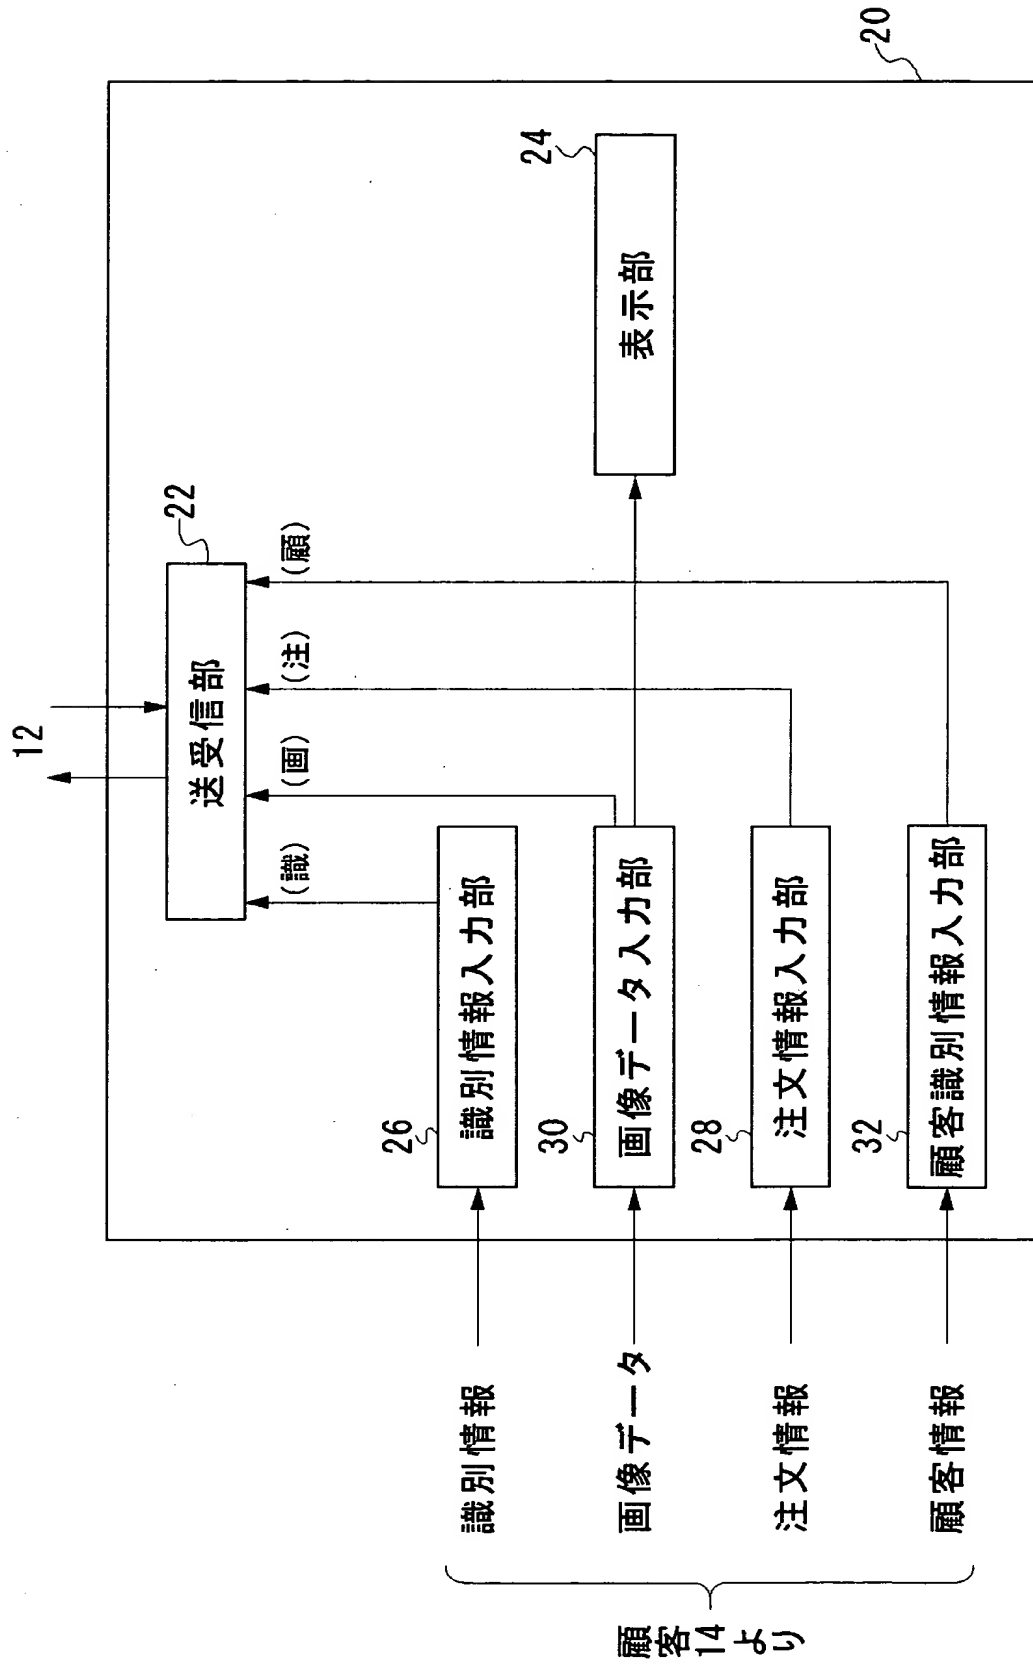 12
送受信部
22
(識)
(画)
(注)
(顧)
表示部
24
20
識別情報
26
識別情報入力部
画像データ
30
画像データ入力部
注文情報
28
注文情報入力部
顧客情報
32
顧客識別情報入力部
顧客14より